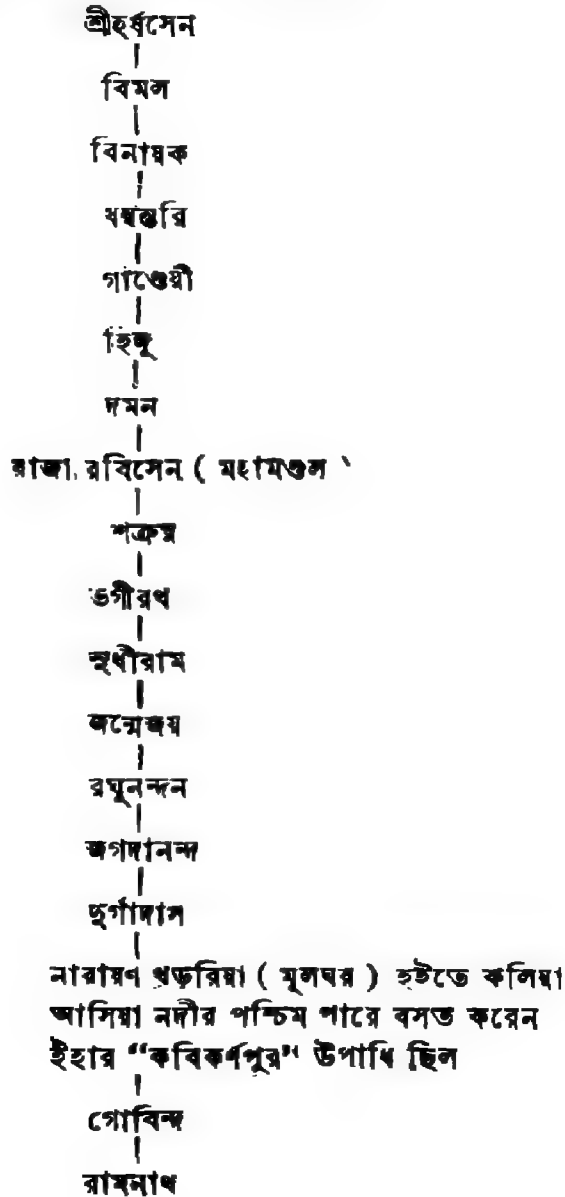 শ্রীহর্ষসেন
বিমল
বিনায়ক
ধন্বন্তরি
গাণ্ডেয়ী
হিঙ্গু
দমন
রাজা রবিসেন ( মহামণ্ডল
শত্রুঘ্ন
ভগীরথ
সুধীরাম
জন্মেজয়
রঘুনন্দন
জগদানন্দ
দুর্গাদাস
নারায়ণ খড়রিয়া ( মূলঘর ) হইতে কলিয়া
আসিয়া নদীর পশ্চিম পারে বসত করেন
ইঁহার “কবিকর্ণপুর” উপাধি ছিল
গোবিন্দ
রামনাথ